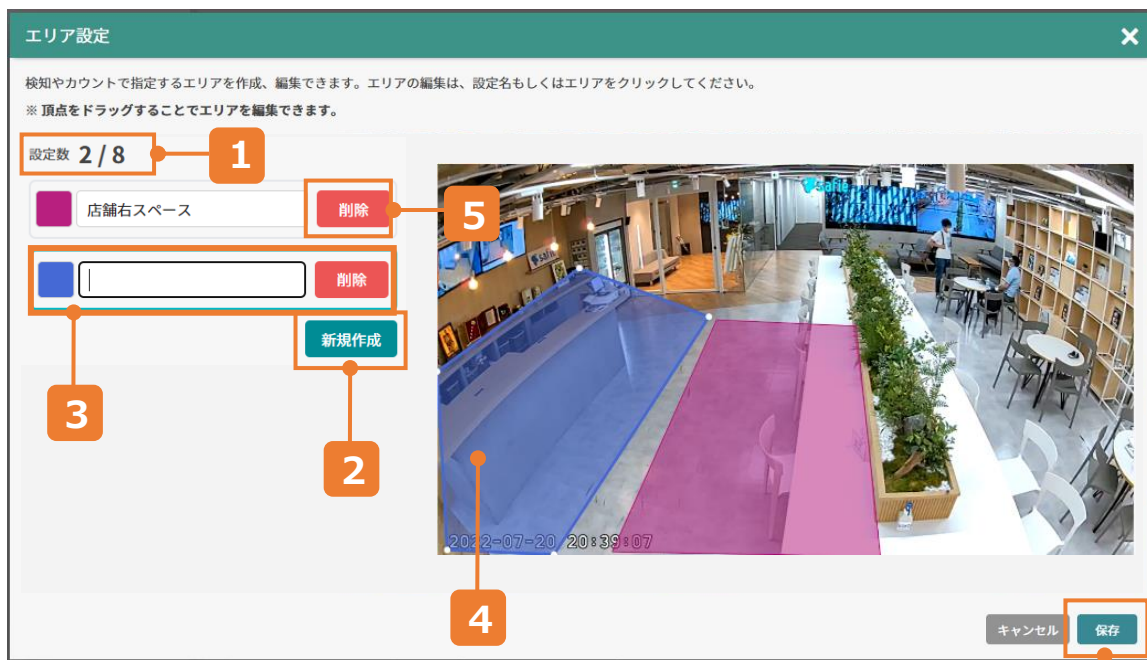 エリア設定
検知やカウントで指定するエリアを作成、編集できます。エリアの編集は、設定名もしくはエリアをクリックしてください。
※ 頂点をドラッグすることでエリアを編集できます。
設定数 2 / 8
1
店舗右スペース
削除
5
削除
3
新規作成
2
safie
safie
2022-07-20 20:39:07
4
キャンセル
保存